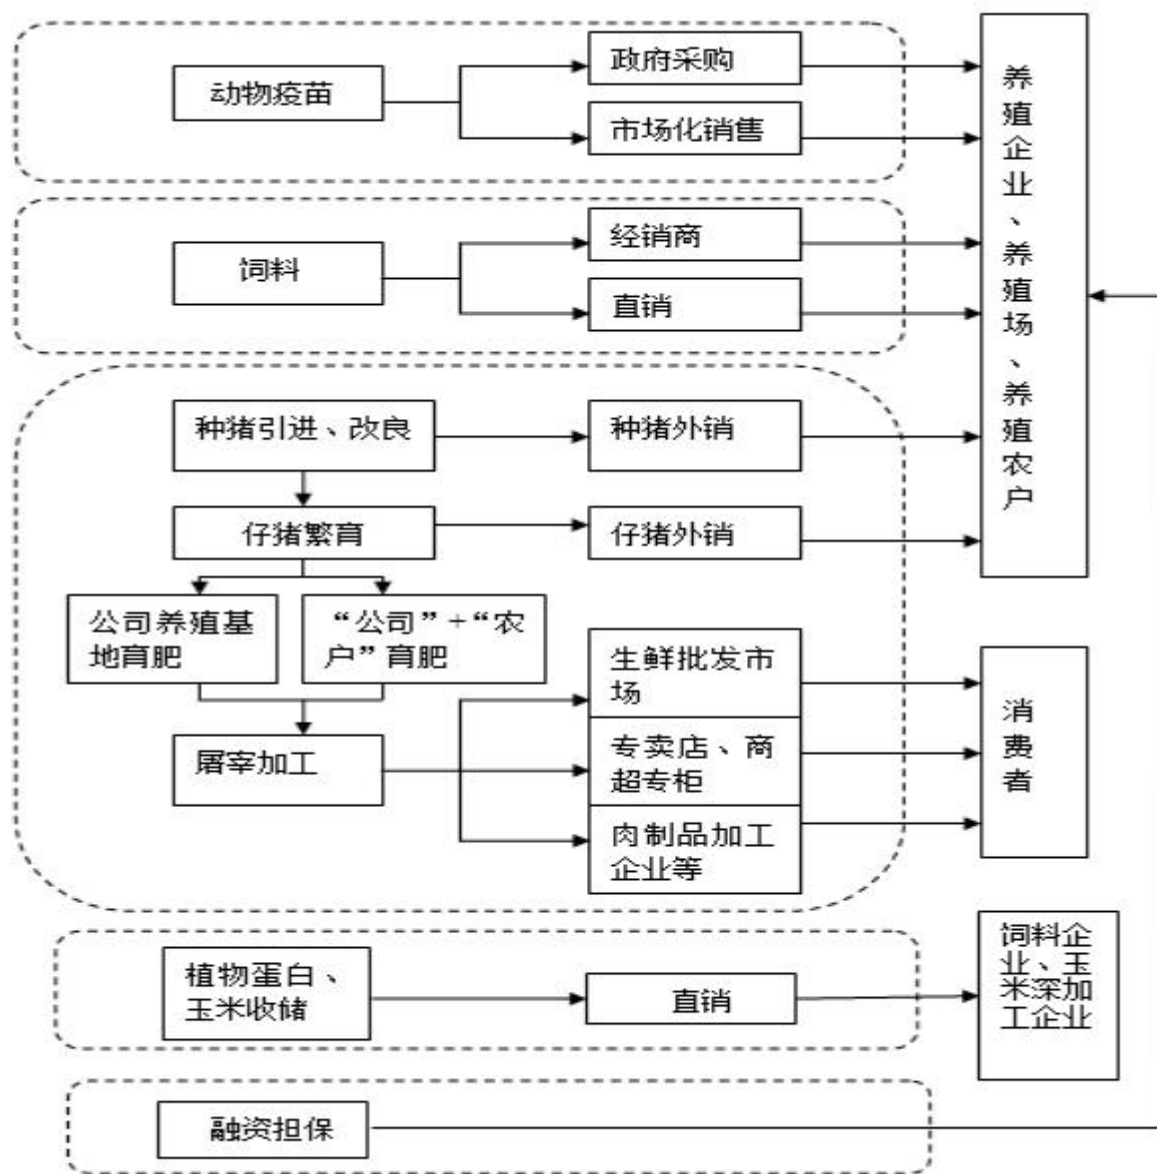 动物疫苗
政府采购
市场化销售
养殖企业、养殖场、养殖农户
饲料
经销商
直销
种猪引进、改良
种猪外销
仔猪繁育
仔猪外销
公司养殖基
地育肥
“公司”+“农
户”育肥
生鲜批发市
场
屠宰加工
专卖店、商
超专柜
肉制品加工
企业等
消费者
植物蛋白、
玉米收储
直销
饲料企
业、玉
米深加
工企业
融资担保